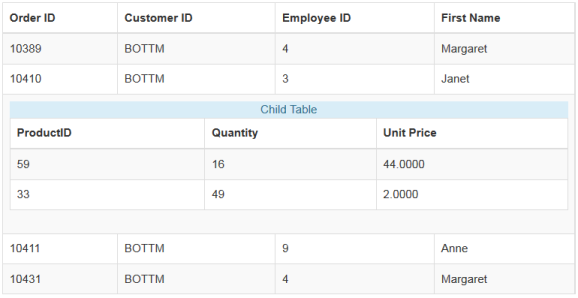 Order ID Customer ID Employee ID First Name
10389 BOTTM 4 Margaret
10410 BOTTM 3 Janet
Child Table
ProductID Quantity Unit Price
59 16 44.0000
33 49 2.0000
10411 BOTTM 9 Anne
10431 BOTTM 4 Margaret